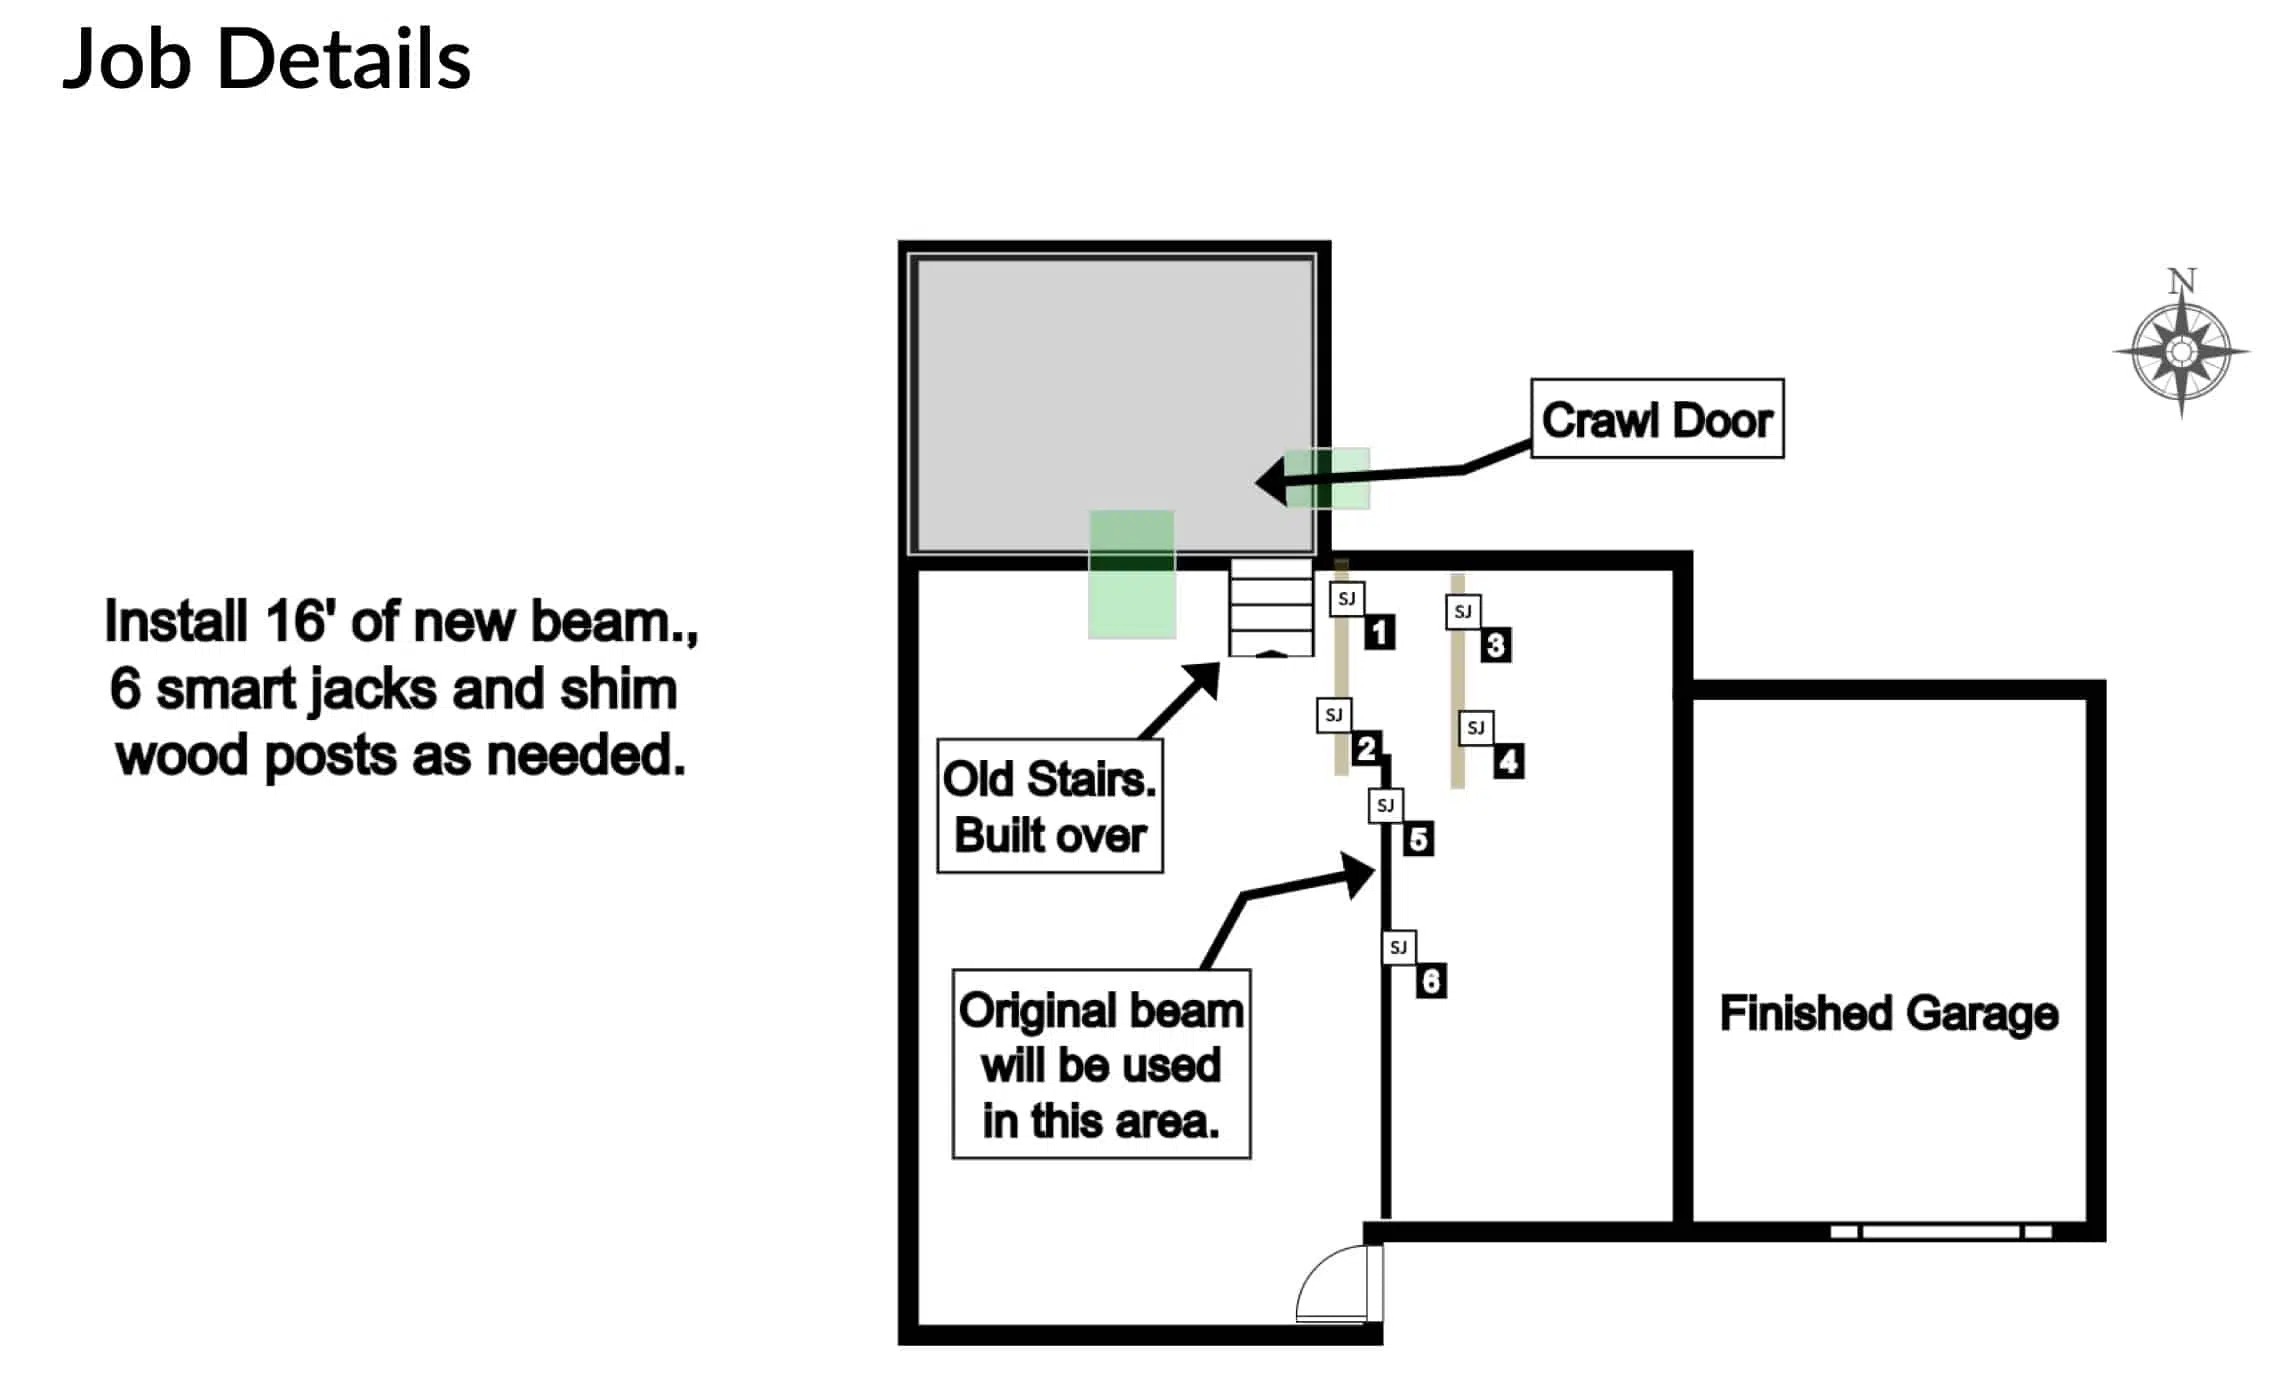 Job Details
N
Crawl Door
Install 16' of new beam.,
6 smart jacks and shim
wood posts as needed.
SJ
1
SJ
3
SJ
2
SJ
4
Old Stairs.
Built over
SJ
5
SJ
6
Original beam
will be used
in this area.
Finished Garage